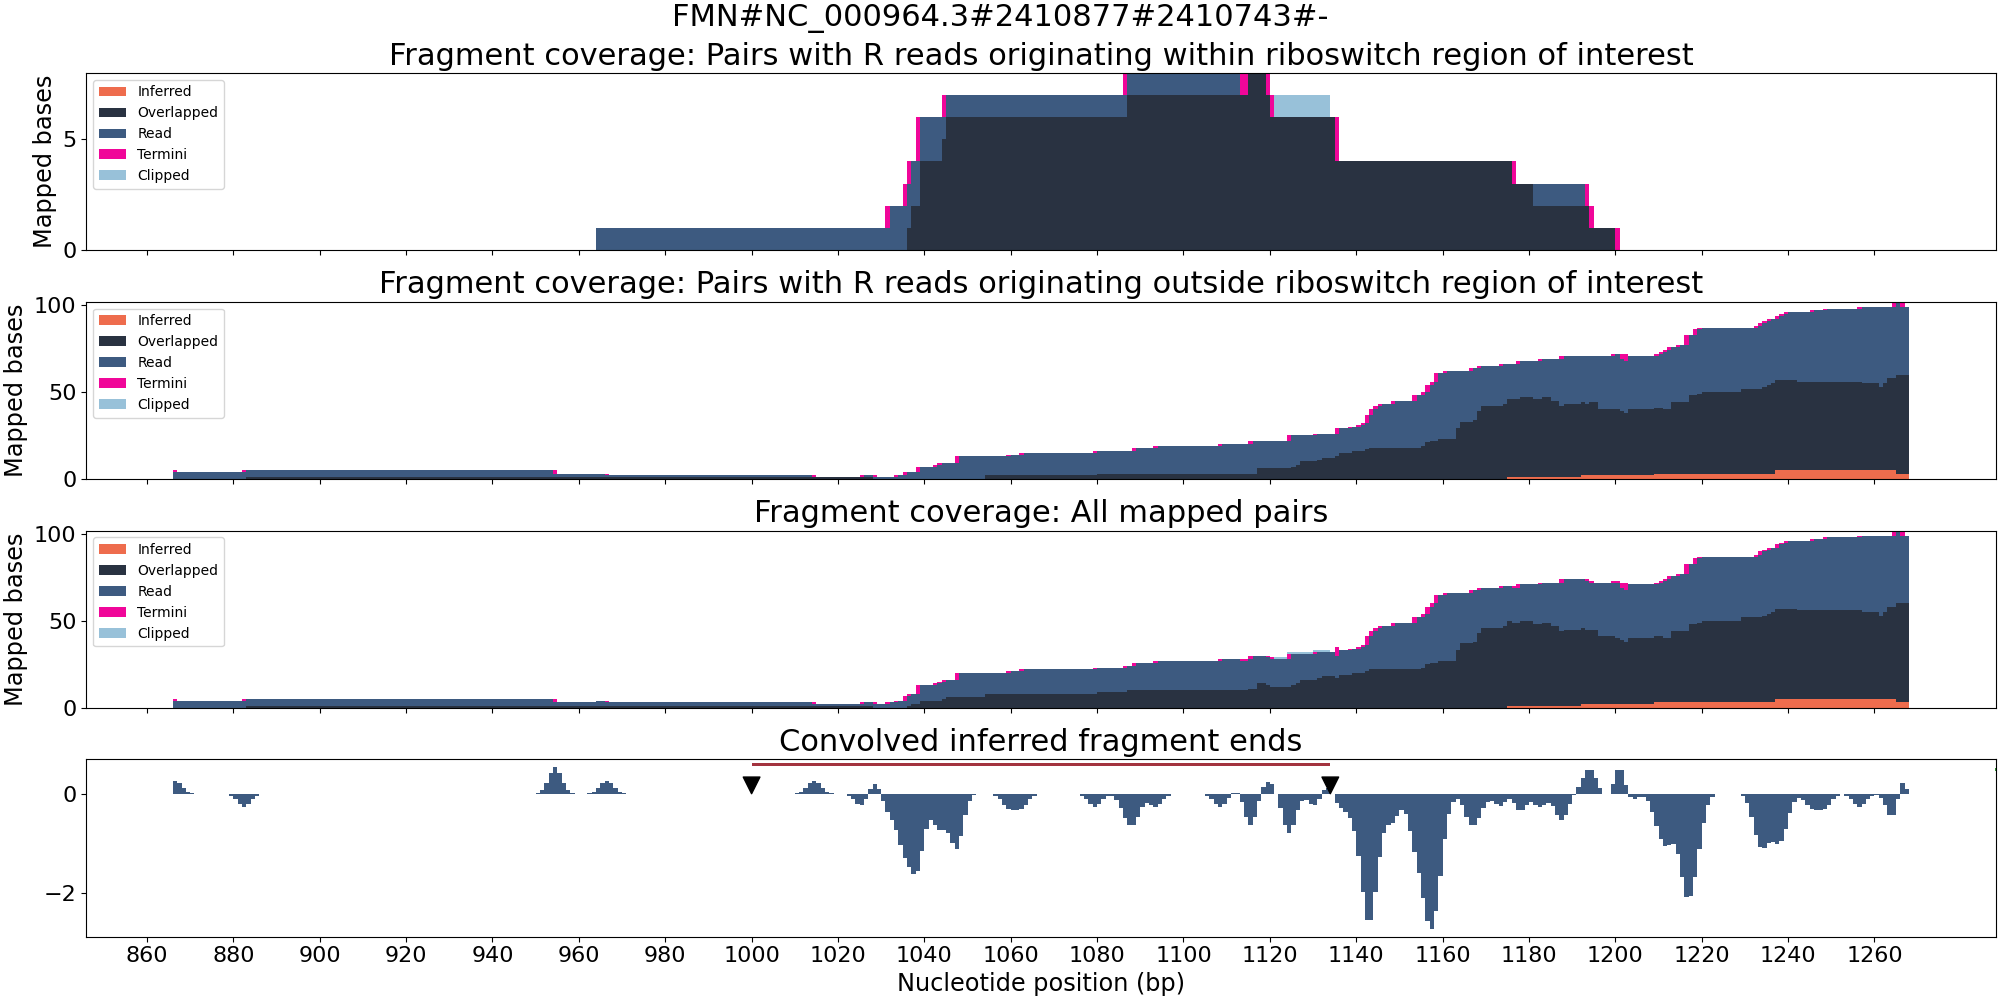 FMN#NC_000964.3#2410877#2410743#-
Fragment coverage: Pairs with R reads originating within riboswitch region of interest
Mapped bases
5
0
Inferred
Overlapped
Read
Termini
Clipped
Fragment coverage: Pairs with R reads originating outside riboswitch region of interest
Mapped bases
100
50
0
Inferred
Overlapped
Read
Termini
Clipped
Fragment coverage: All mapped pairs
Mapped bases
100
50
0
Inferred
Overlapped
Read
Termini
Clipped
Convolved inferred fragment ends
0
−2
860 880 900 920 940 960 980 1000 1020 1040 1060 1080 1100 1120 1140 1160 1180 1200 1220 1240 1260
Nucleotide position (bp)